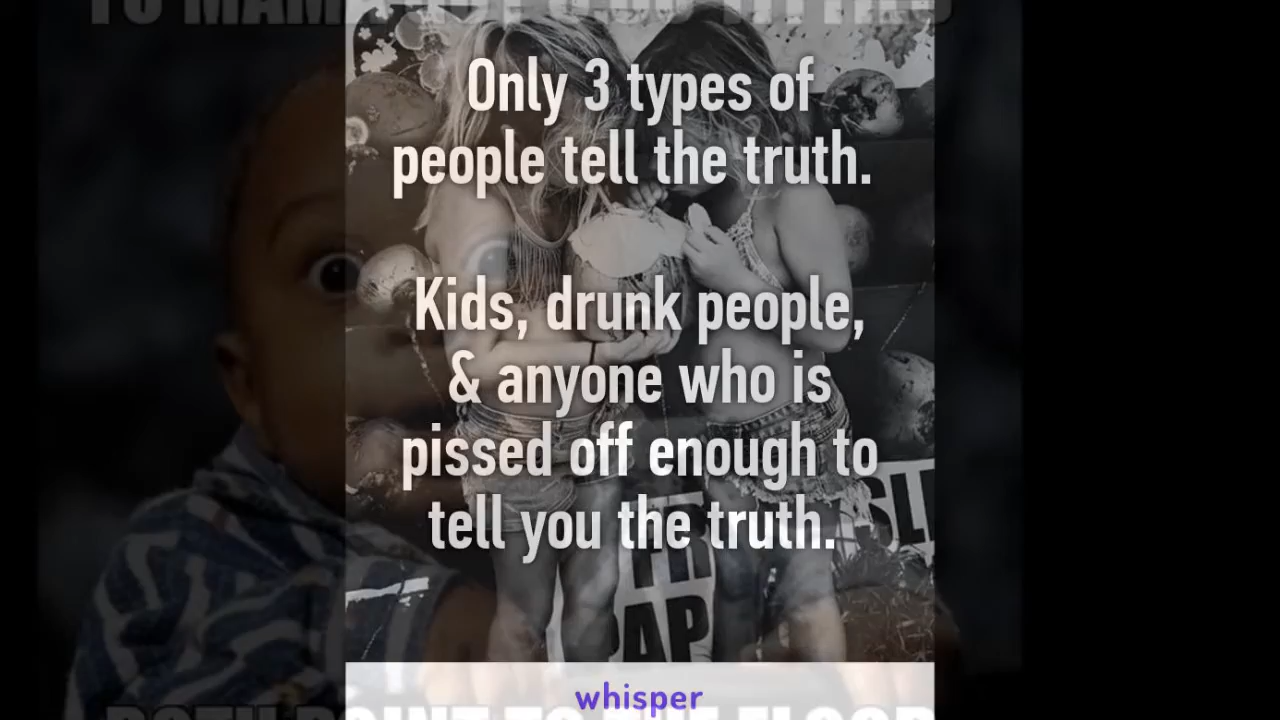 Only 3 types of
people tell the truth.
Kids, drunk people,
& anyone who is
pissed off enough to
tell you the truth.
PAP
whisper